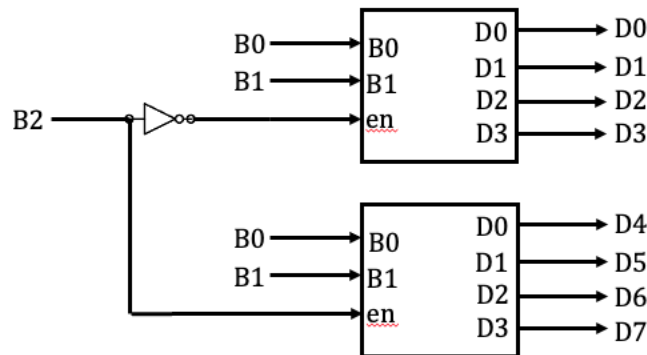 B0 B0 D0 D0
B1 B1 D1 D1
D2 D2
B2 en D3 D3
B0 B0 D0 D4
B1 B1 D1 D5
D2 D6
en D3 D7